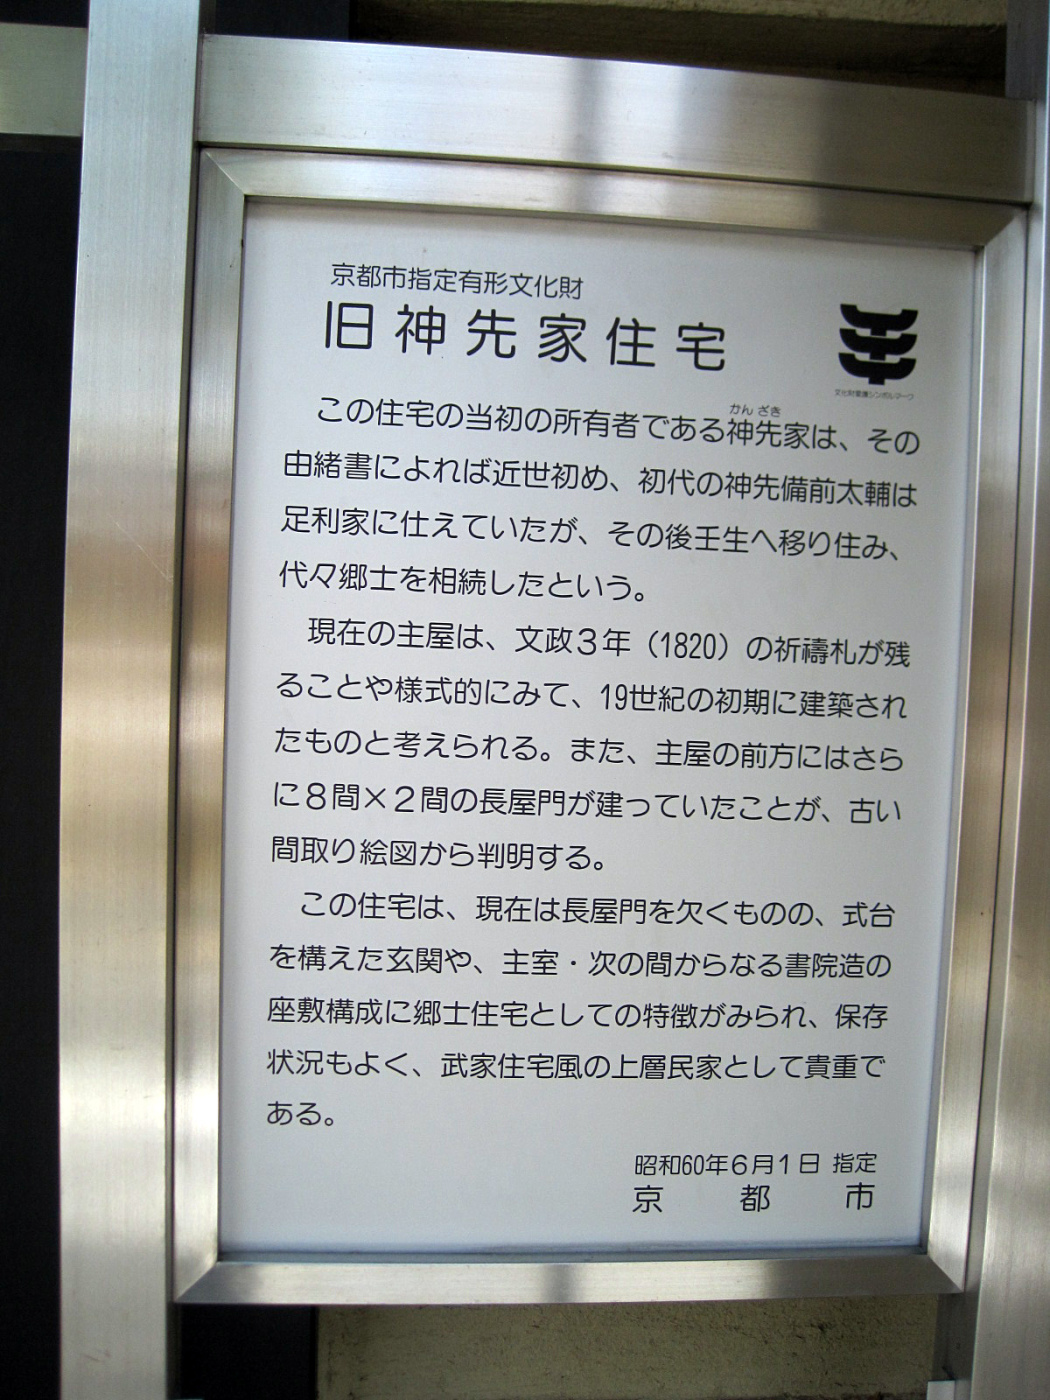 京都市指定有形文化財
旧神先家住宅
文化財愛護シンボルマーク
かん ざき
この住宅の当初の所有者である神先家は、その
由緒書によれば近世初め、初代の神先備前太輔は
足利家に仕えていたが、その後壬生へ移り住み、
代々郷士を相続したという。
現在の主屋は、文政3年（1820）の祈禱札が残
ることや様式的にみて、19世紀の初期に建築され
たものと考えられる。また、主屋の前方にはさら
に8間×2間の長屋門が建っていたことが、古い
間取り絵図から判明する。
この住宅は、現在は長屋門を欠くものの、式台
を構えた玄関や、主室・次の間からなる書院造の
座敷構成に郷士住宅としての特徴がみられ、保存
状況もよく、武家住宅風の上層民家として貴重で
ある。
昭和60年6月1日 指定
京都市